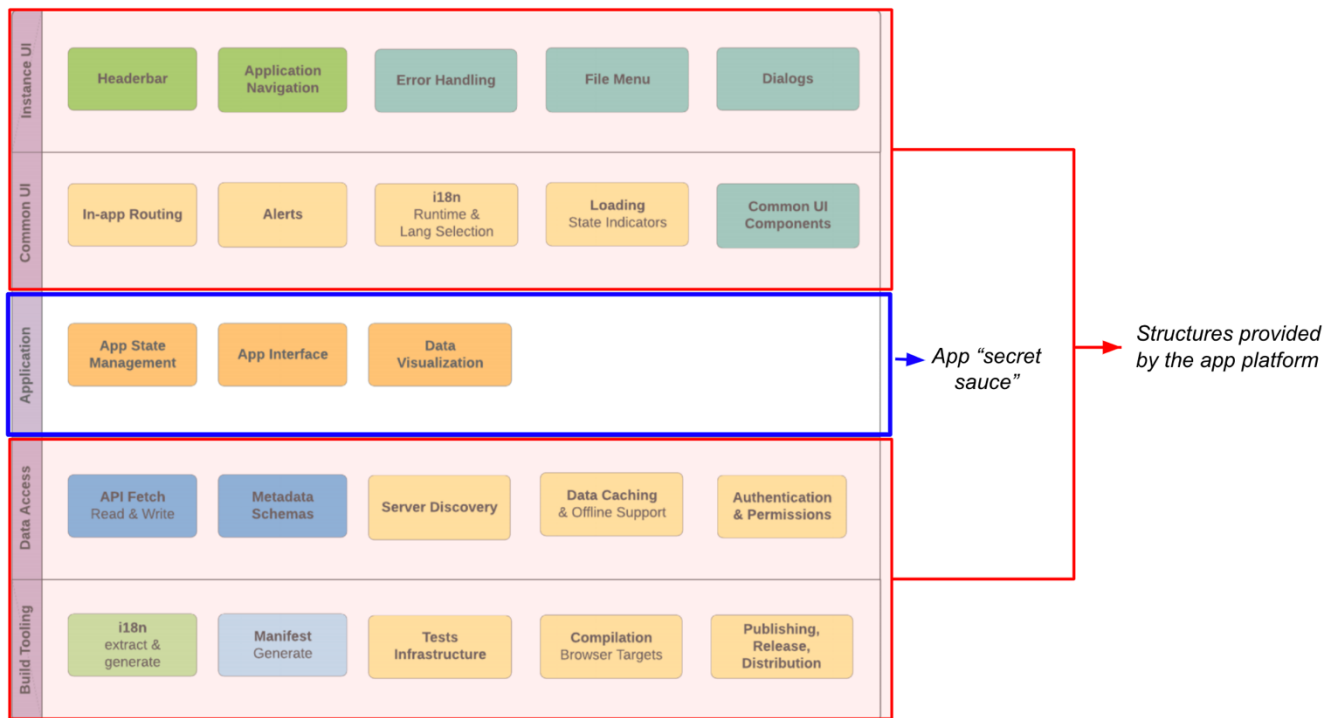 Instance UI
Headerbar
Application
Navigation
Error Handling
File Menu
Dialogs
Common UI
In-app Routing
Alerts
i18n
Runtime &
Lang Selection
Loading
State Indicators
Common UI
Components
Application
App State
Management
App Interface
Data
Visualization
App “secret
sauce”
Structures provided
by the app platform
Data Access
API Fetch
Read & Write
Metadata
Schemas
Server Discovery
Data Caching
& Offline Support
Authentication
& Permissions
Build Tooling
i18n
extract &
generate
Manifest
Generate
Tests
Infrastructure
Compilation
Browser Targets
Publishing,
Release,
Distribution